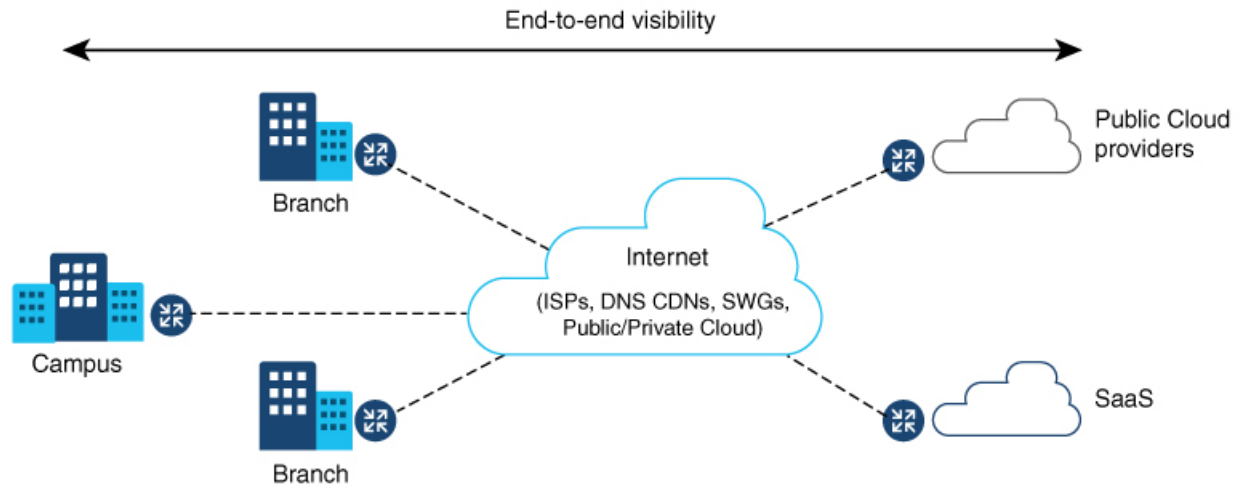 End-to-end visibility
Branch
Public Cloud
providers
Internet
(ISPs, DNS CDNs, SWGs,
Public/Private Cloud)
Campus
SaaS
Branch